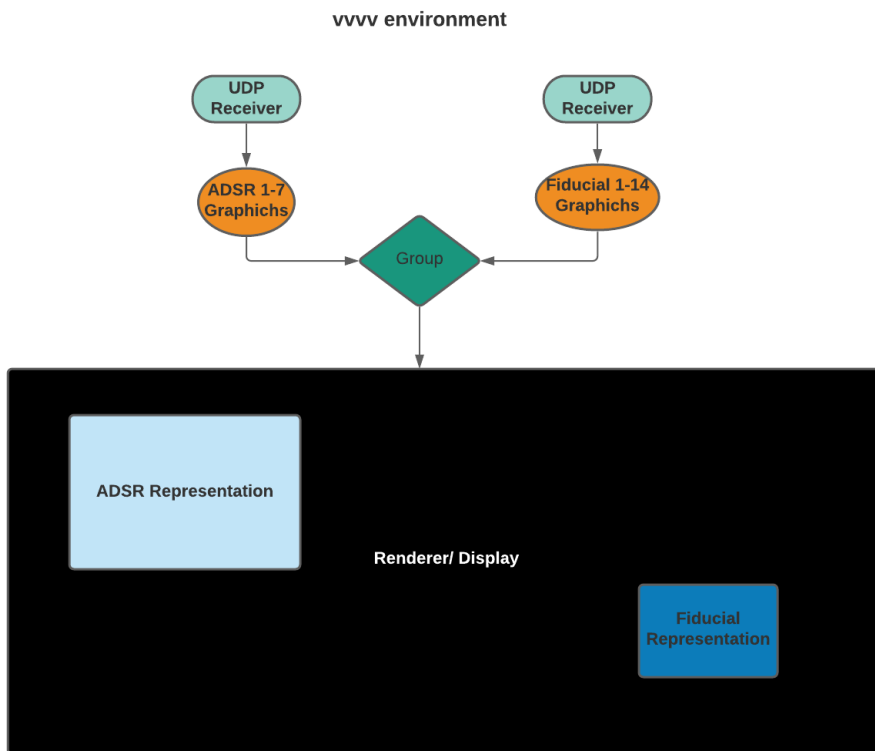 vvvv environment
UDP
Receiver
UDP
Receiver
ADSR 1-7
Graphichs
Fiducial 1-14
Graphichs
Group
ADSR Representation
Renderer/ Display
Fiducial
Representation